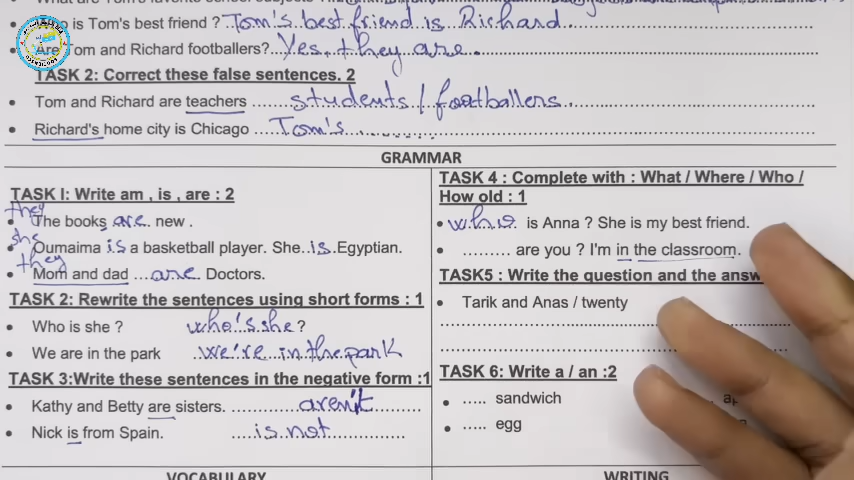 is Tom's best friend ? Tom's best friend is Richard
Are Tom and Richard footballers? Yes, they are.
TASK 2: Correct these false sentences. 2
• Tom and Richard are teachers students / footballers.
• Richard's home city is Chicago Tom's
GRAMMAR
TASK I: Write am , is , are : 2
they
• The books are new .
she
• Oumaima is a basketball player. She is Egyptian.
they
• Mom and dad are Doctors.
TASK 2: Rewrite the sentences using short forms : 1
• Who is she ? who's she ?
• We are in the park we're in the park
TASK 3:Write these sentences in the negative form :1
• Kathy and Betty are sisters. aren't
• Nick is from Spain. is not
VOCABULARY
TASK 4 : Complete with : What / Where / Who /
How old : 1
• who is Anna ? She is my best friend.
• ......... are you ? I'm in the classroom.
TASK5 : Write the question and the
• Tarik and Anas / twenty
TASK 6: Write a / an :2
• ..... sandwich
• ..... egg
WRITING